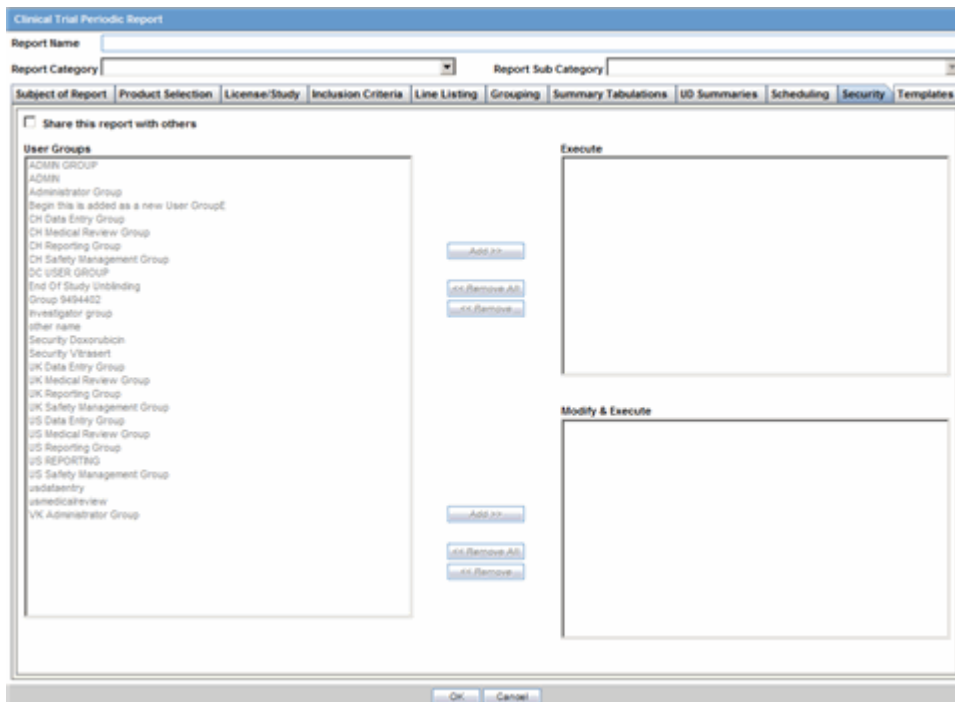 Clinical Trial Periodic Report
Report Name
Report Category Report Sub Category
Subject of Report Product Selection License/Study Inclusion Criteria Line Listing Grouping Summary Tabulations UD Summaries Scheduling Security Templates
Share this report with others
User Groups
ADMIN GROUP
ADMIN
Administrator Group
Begin this is added as a new User GroupE
CH Data Entry Group
CH Medical Review Group
CH Reporting Group
CH Safety Management Group
DC USER GROUP
End Of Study Unblinding
Group 9494402
Investigator group
other name
Security Doxorubicin
Security Vitrasert
UK Data Entry Group
UK Medical Review Group
UK Reporting Group
UK Safety Management Group
US Data Entry Group
US Medical Review Group
US Reporting Group
US REPORTING
US Safety Management Group
usdataentry
usmedicalreview
VK Administrator Group
Add >>
<< Remove All
<< Remove
Execute
Add >>
<< Remove All
<< Remove
Modify & Execute
OK Cancel